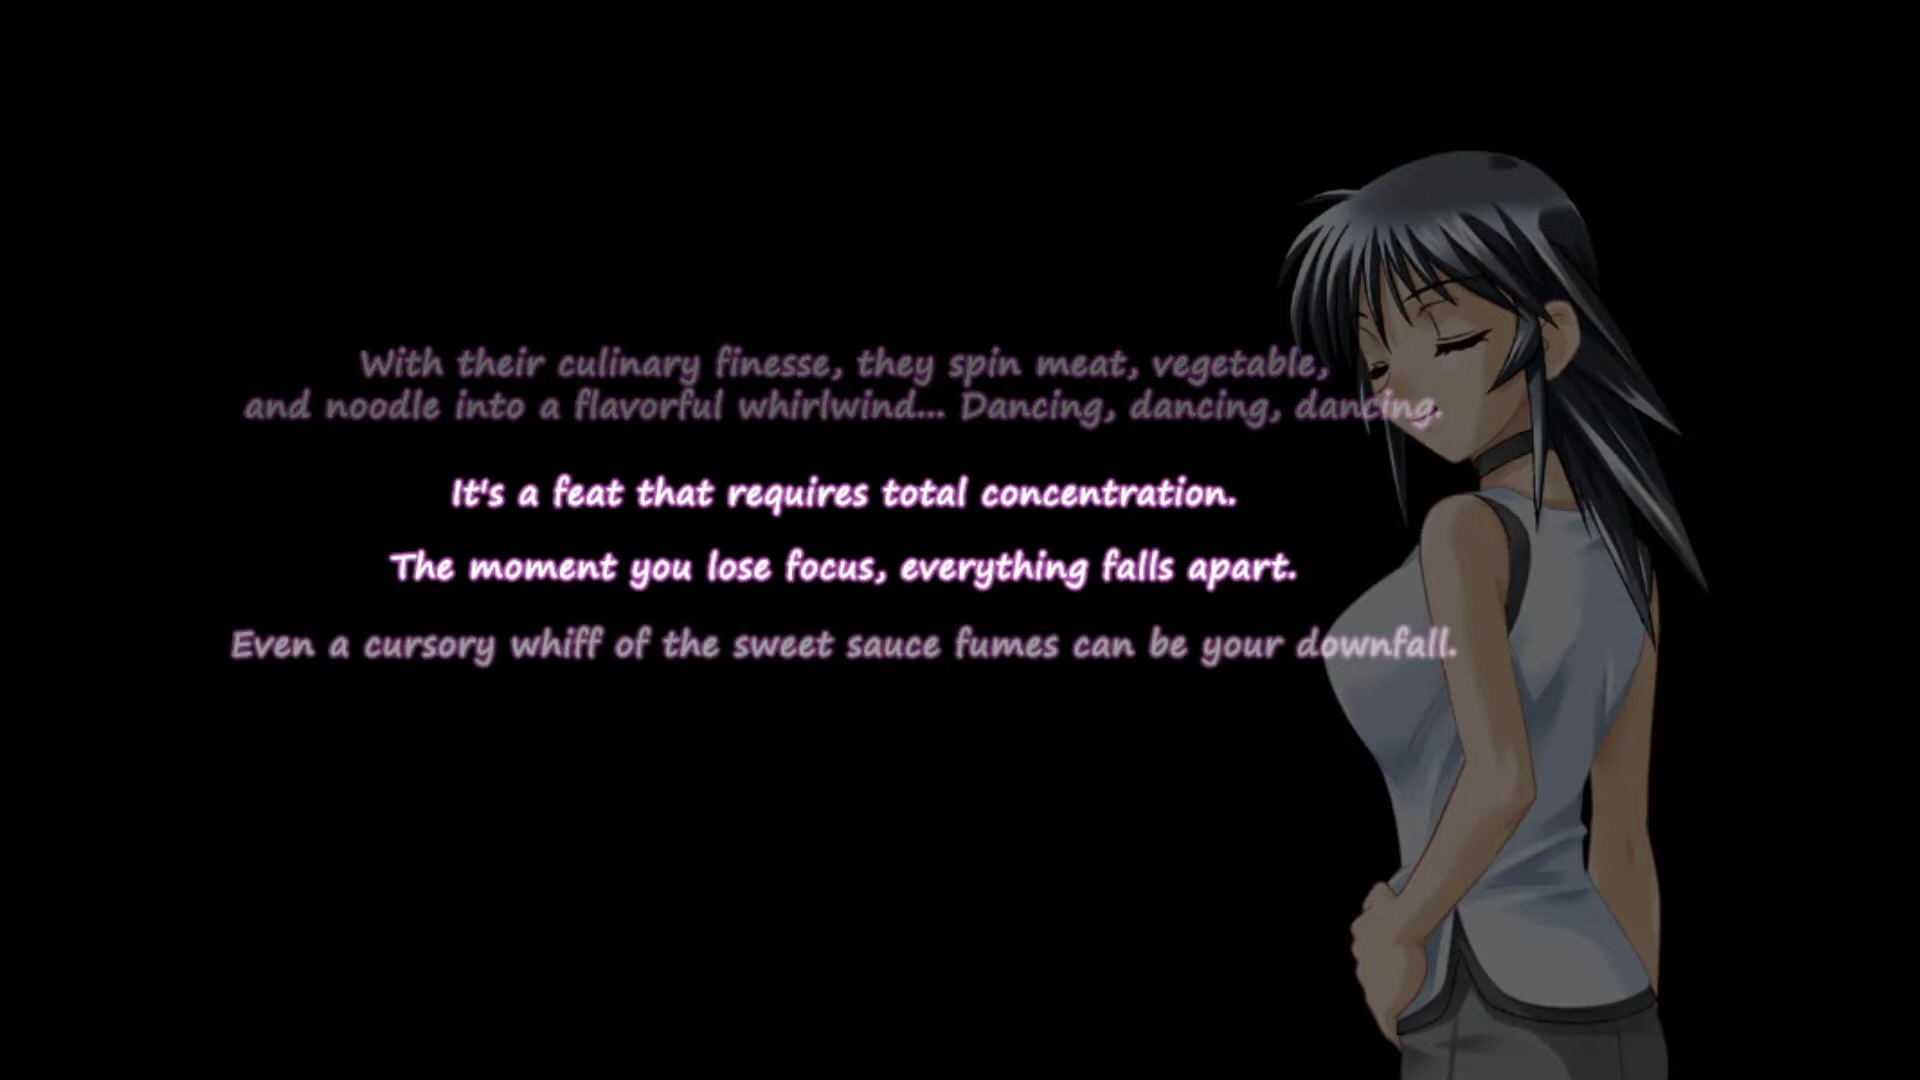 With their culinary finesse, they spin meat, vegetable,
and noodle into a flavorful whirlwind... Dancing, dancing, dancing.
It's a feat that requires total concentration.
The moment you lose focus, everything falls apart.
Even a cursory whiff of the sweet sauce fumes can be your downfall.